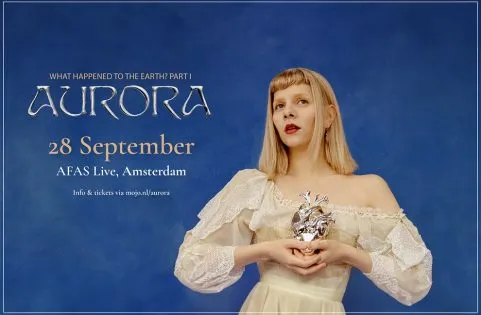 WHAT HAPPENED TO THE EARTH? PART I
AURORA
28 September
AFAS Live, Amsterdam
Info & tickets via mojo.nl/aurora